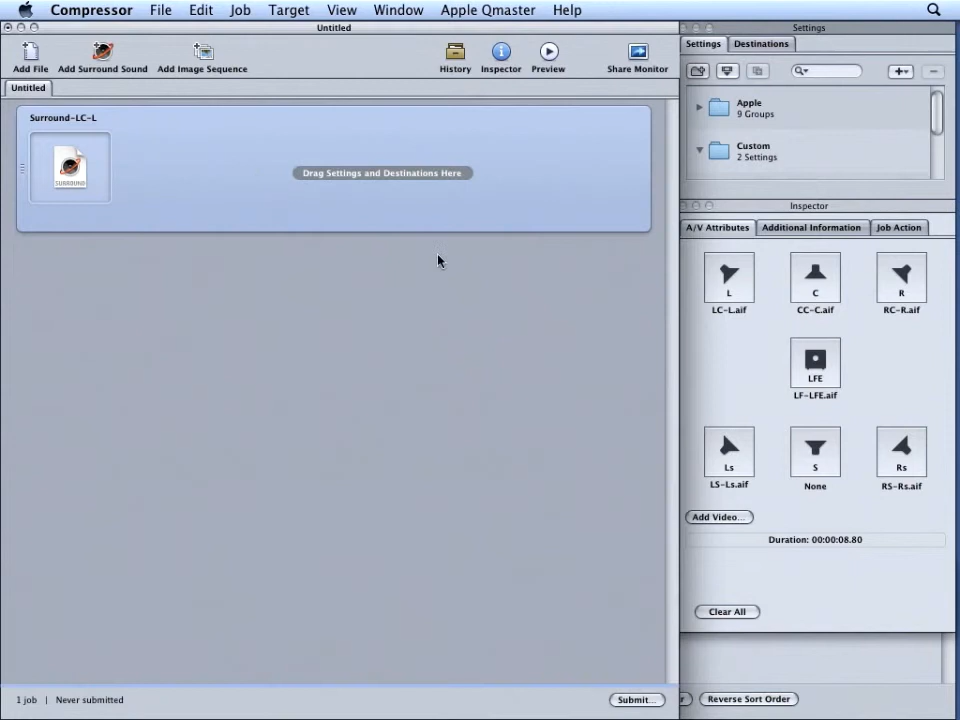 Compressor File Edit Job Target View Window Apple Qmaster Help
Untitled
Add File Add Surround Sound Add Image Sequence History Inspector Preview Share Monitor
Untitled
Surround-LC-L
SURROUND
Drag Settings and Destinations Here
1 job | Never submitted
Submit...
Settings
Settings Destinations
Apple
9 Groups
Custom
2 Settings
Inspector
A/V Attributes Additional Information Job Action
L C R
LC-L.aif CC-C.aif RC-R.aif
LFE
LF-LFE.aif
Ls S Rs
LS-Ls.aif None RS-Rs.aif
Add Video...
Duration: 00:00:08.80
Clear All
r Reverse Sort Order